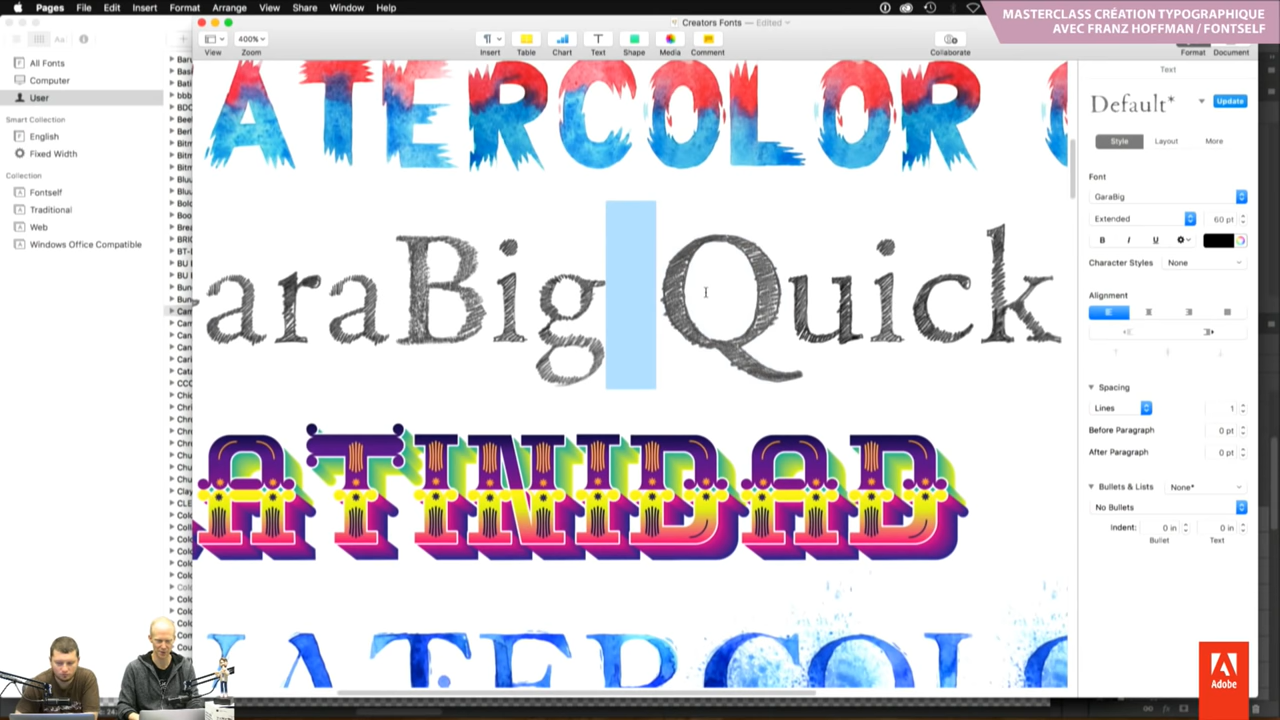 Pages File Edit Insert Format Arrange View Share Window Help
MASTERCLASS CRÉATION TYPOGRAPHIQUE
AVEC FRANZ HOFFMAN / FONTSELF
Creators Fonts — Edited
400%
View Zoom Insert Table Chart Text Shape Media Comment Collaborate Format Document
All Fonts
Computer
User
Smart Collection
English
Fixed Width
Collection
Fontself
Traditional
Web
Windows Office Compatible
ATERCOLOR
araBig Quick
ATINIDAD
WATERCOLO
Text
Default*
Update
Style Layout More
Font
GaraBig
Extended 60 pt
B I U
Character Styles None
Alignment
Spacing
Lines 1
Before Paragraph 0 pt
After Paragraph 0 pt
Bullets & Lists None*
No Bullets
Indent: 0 in 0 in
Bullet Text
Adobe